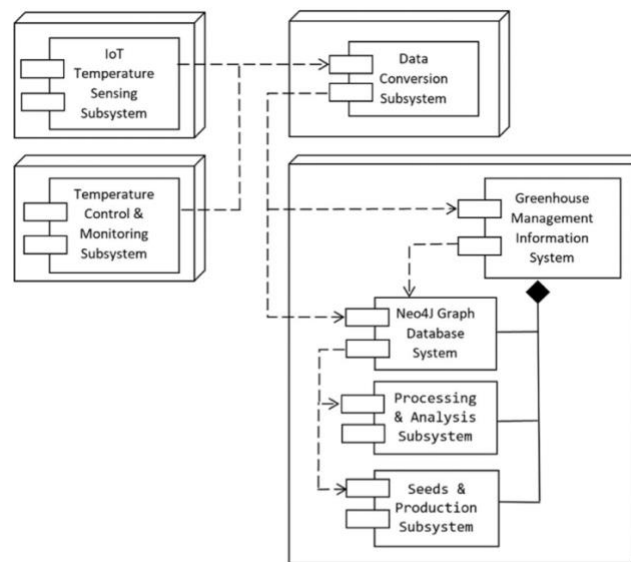 IoT
Temperature
Sensing
Subsystem
Data
Conversion
Subsystem
Temperature
Control &
Monitoring
Subsystem
Greenhouse
Management
Information
System
Neo4J Graph
Database
System
Processing
& Analysis
Subsystem
Seeds &
Production
Subsystem